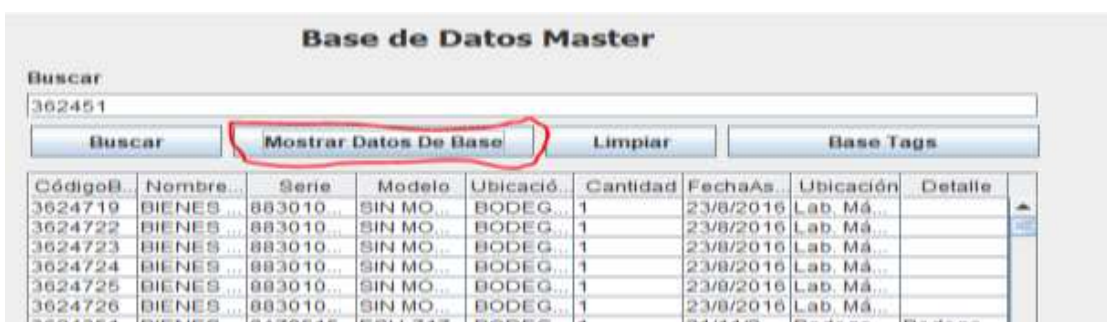 Base de Datos Master
Buscar
362451
Buscar Mostrar Datos De Base Limpiar Base Tags
CódigoB... Nombre... Serie Modelo Ubicació... Cantidad FechaAs... Ubicación Detalle
3624719 BIENES ... 883010... SIN MO... BODEG... 1 23/8/2016 Lab. Má...
3624722 BIENES ... 883010... SIN MO... BODEG... 1 23/8/2016 Lab. Má...
3624723 BIENES ... 883010... SIN MO... BODEG... 1 23/8/2016 Lab. Má...
3624724 BIENES ... 883010... SIN MO... BODEG... 1 23/8/2016 Lab. Má...
3624725 BIENES ... 883010... SIN MO... BODEG... 1 23/8/2016 Lab. Má...
3624726 BIENES ... 883010... SIN MO... BODEG... 1 23/8/2016 Lab. Má...